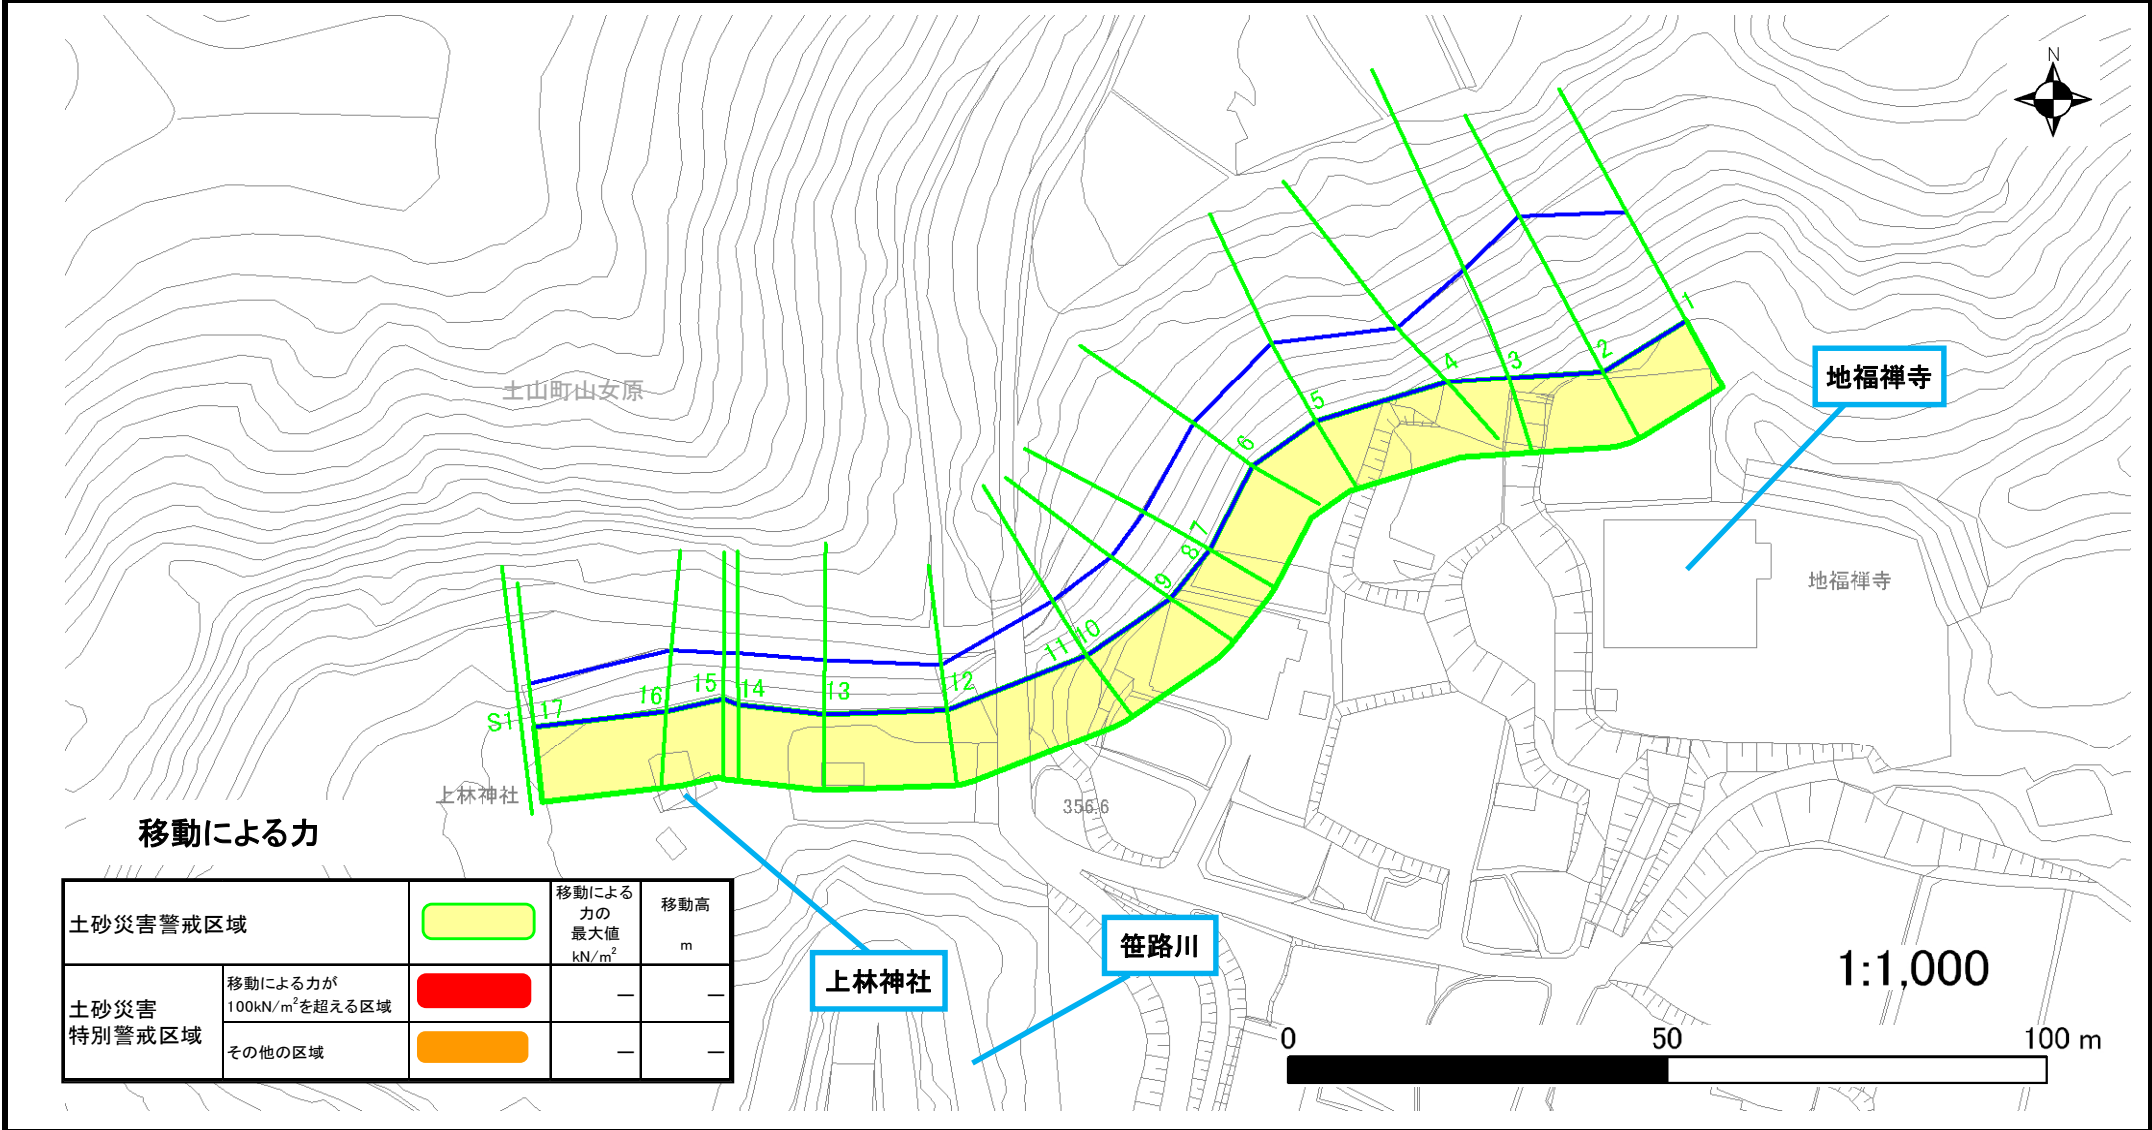 N
1
2
3
4
5
6
7
8
9
10
11
12
13
14
15
16
17
S1
土山町山女原
地福禅寺
地福禅寺
上林神社
356.6
移動による力
土砂災害警戒区域
移動による
力の
最大値
kN/m²
移動高
m
土砂災害
特別警戒区域
移動による力が
100kN/m²を超える区域
— —
その他の区域
— —
上林神社
笹路川
1:1,000
0 50 100 m